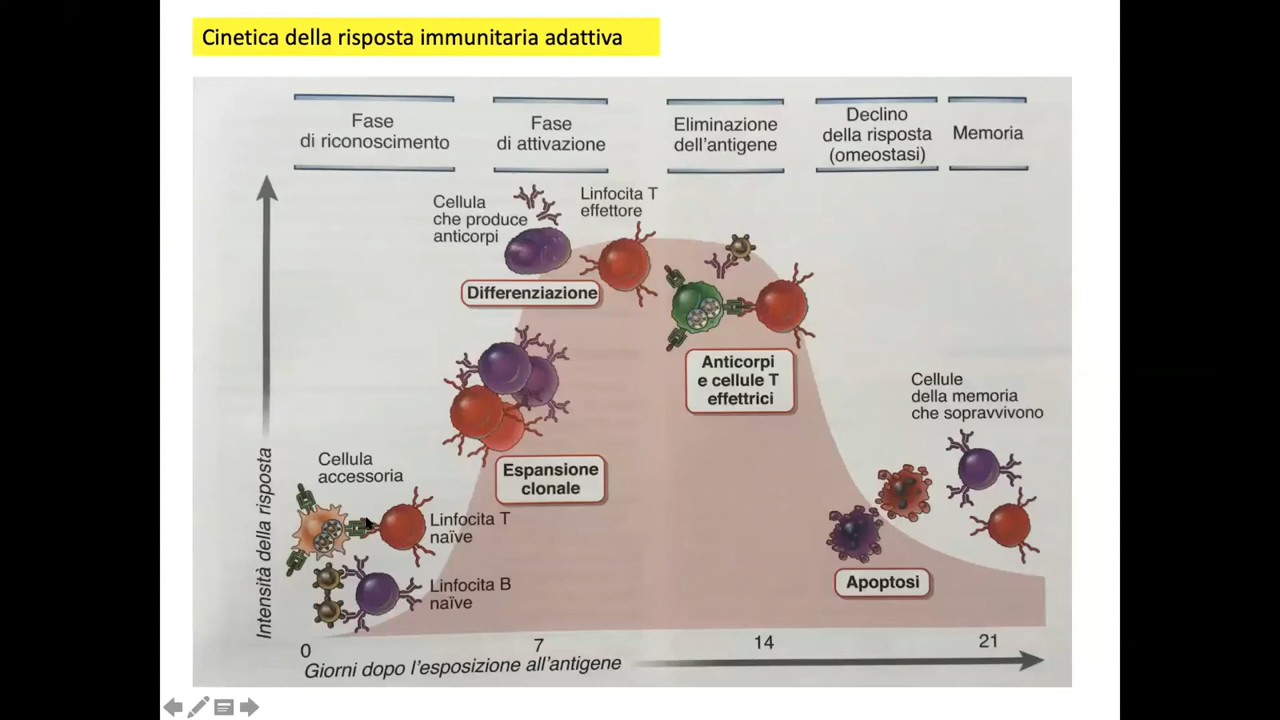 Cinetica della risposta immunitaria adattiva
Fase
di riconoscimento
Fase
di attivazione
Eliminazione
dell'antigene
Declino
della risposta
(omeostasi)
Memoria
Cellula
che produce
anticorpi
Linfocita T
effettore
Differenziazione
Anticorpi
e cellule T
effettrici
Cellule
della memoria
che sopravvivono
Cellula
accessoria
Espansione
clonale
Linfocita T
naïve
Linfocita B
naïve
Apoptosi
Intensità della risposta
0
7
14
21
Giorni dopo l'esposizione all'antigene